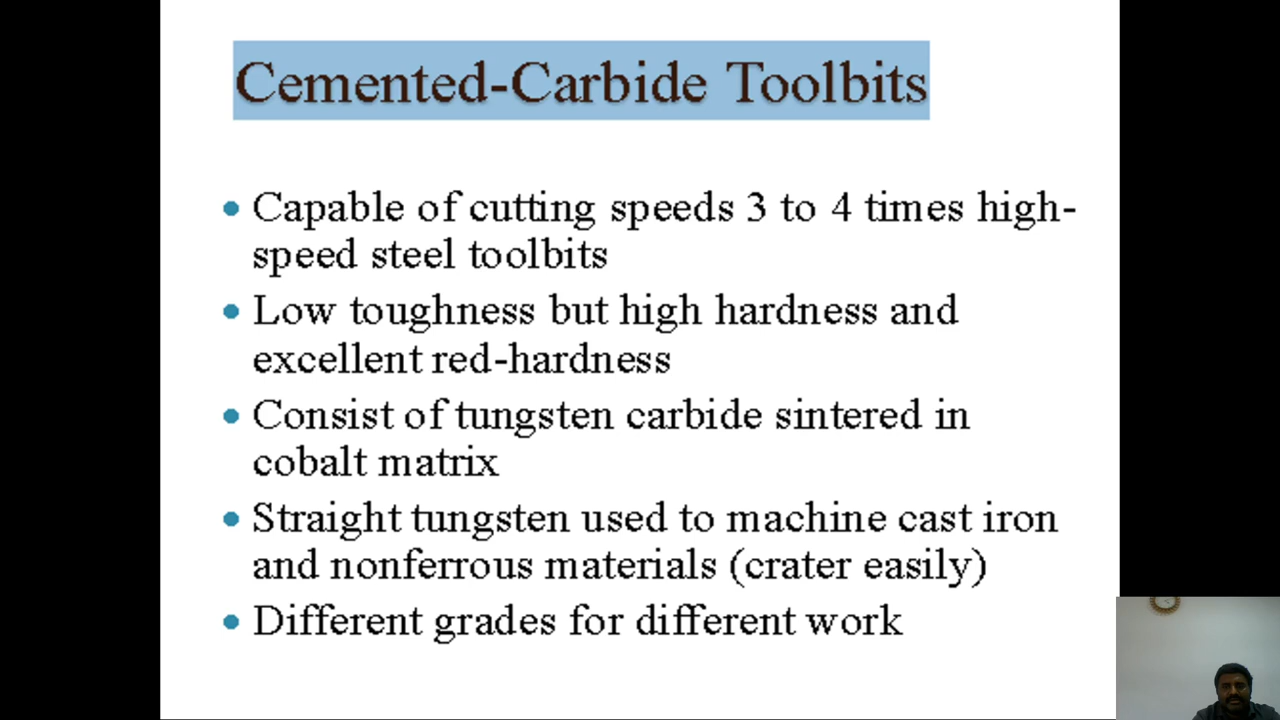 Cemented-Carbide Toolbits
• Capable of cutting speeds 3 to 4 times high-
speed steel toolbits
• Low toughness but high hardness and
excellent red-hardness
• Consist of tungsten carbide sintered in
cobalt matrix
• Straight tungsten used to machine cast iron
and nonferrous materials (crater easily)
• Different grades for different work